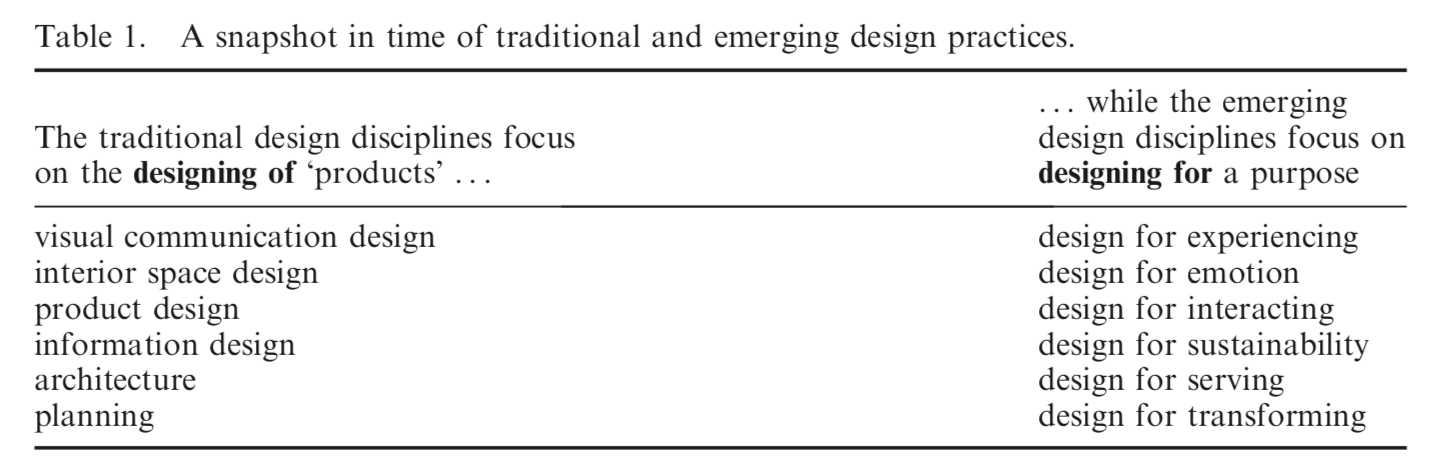 Table 1. A snapshot in time of traditional and emerging design practices.
The traditional design disciplines focus
on the designing of ‘products’ ...
... while the emerging
design disciplines focus on
designing for a purpose
visual communication design
design for experiencing
interior space design
design for emotion
product design
design for interacting
information design
design for sustainability
architecture
design for serving
planning
design for transforming